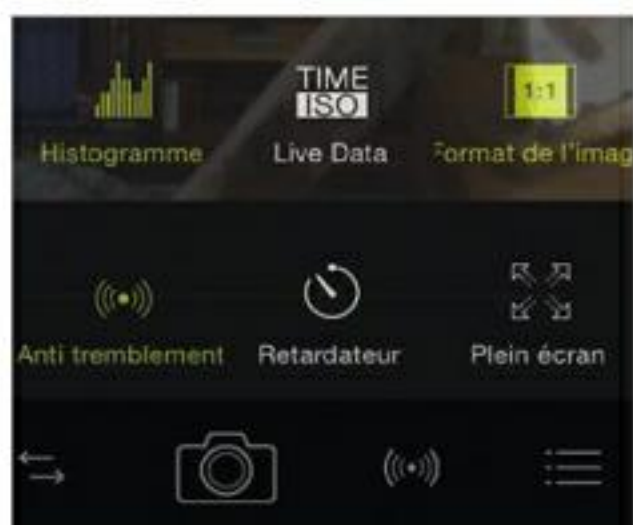 TIME
ISO
1:1
Histogramme
Live Data
Format de l'imag
Anti tremblement
Retardateur
Plein écran